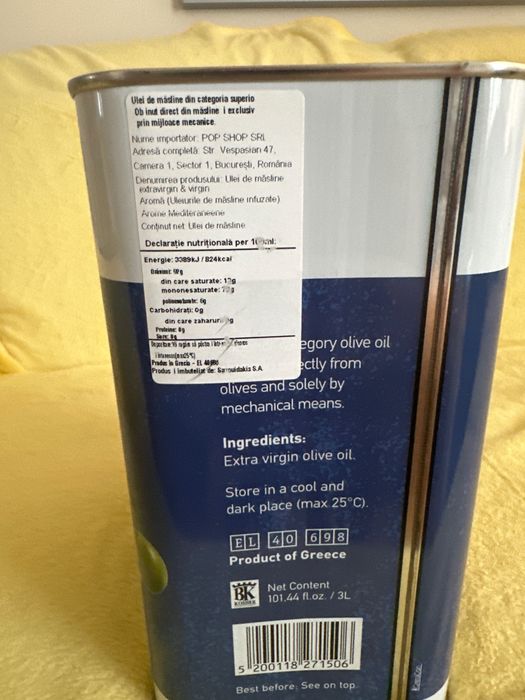 Ulei de măsline din categoria superio
Ob inut direct din măsline i exclusiv
prin mijloace mecanice.
Nume importator: POP SHOP SRL
Adresă completă: Str. Vespasian 47,
Camera 1, Sector 1, București, România
Denumirea produsului: Ulei de măsline
extravirgin & virgin
Aromă (Uleiurile de măsline infuzate)
Arome Mediteraneene
Conținut net: Ulei de măsline
Declarație nutrițională per 100ml:
Energie: 3389kJ / 824kcal
din care saturate: 13g
mononesaturate:
polinesaturate: 6g
Carbohidrați: 0g
din care zaharuri: 0g
Proteine: 0g
Sare: 0g
Produs în Grecia - EL 40698
Produs i îmbuteliat de: S.A
egory olive oil
ectly from
olives and solely by
mechanical means.
Ingredients:
Extra virgin olive oil.
Store in a cool and
dark place (max 25°C).
EL 40 698
Product of Greece
BK
KOSHER
Net Content
101.44 fl.oz. / 3L
5 200118 271506
Best before: See on top